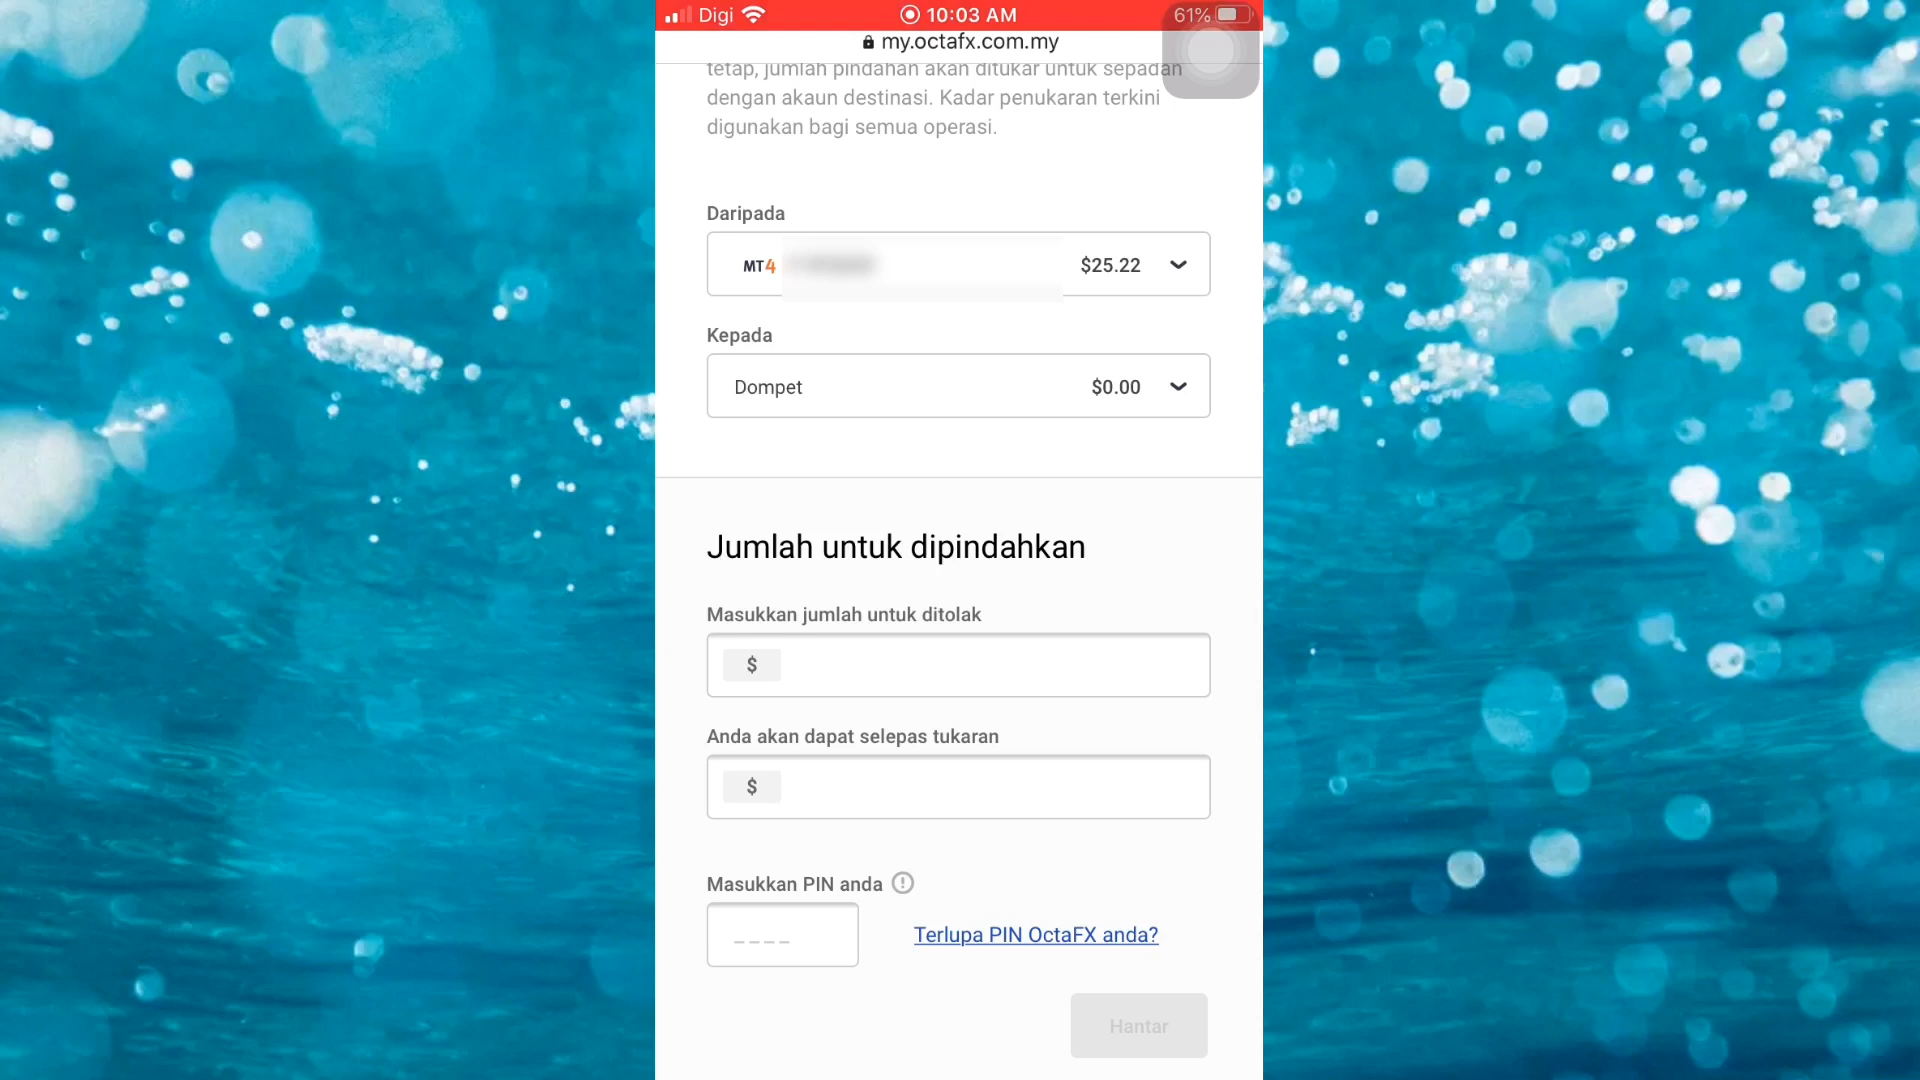 Digi 10:03 AM 61%
my.octafx.com.my
tetap, jumlah pindahan akan ditukar untuk sepadan
dengan akaun destinasi. Kadar penukaran terkini
digunakan bagi semua operasi.
Daripada
MT4 $25.22
Kepada
Dompet $0.00
Jumlah untuk dipindahkan
Masukkan jumlah untuk ditolak
$
Anda akan dapat selepas tukaran
$
Masukkan PIN anda
Terlupa PIN OctaFX anda?
Hantar